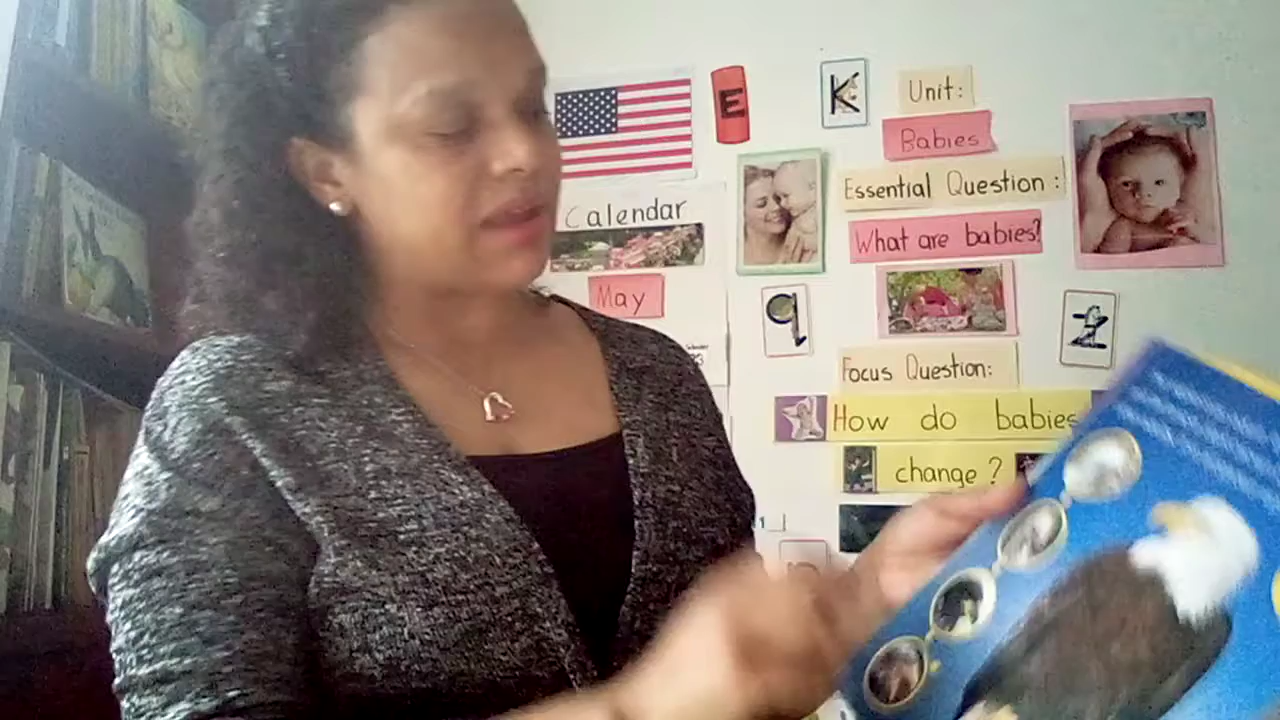 E
K
Unit:
Babies
Essential Question:
What are babies?
Calendar
May
q
z
Focus Question:
How do babies
change?